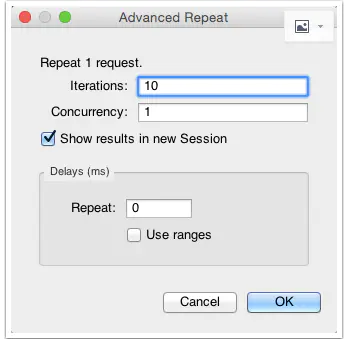 Advanced Repeat
Repeat 1 request.
Iterations: 10
Concurrency: 1
Show results in new Session
Delays (ms)
Repeat: 0
Use ranges
Cancel OK